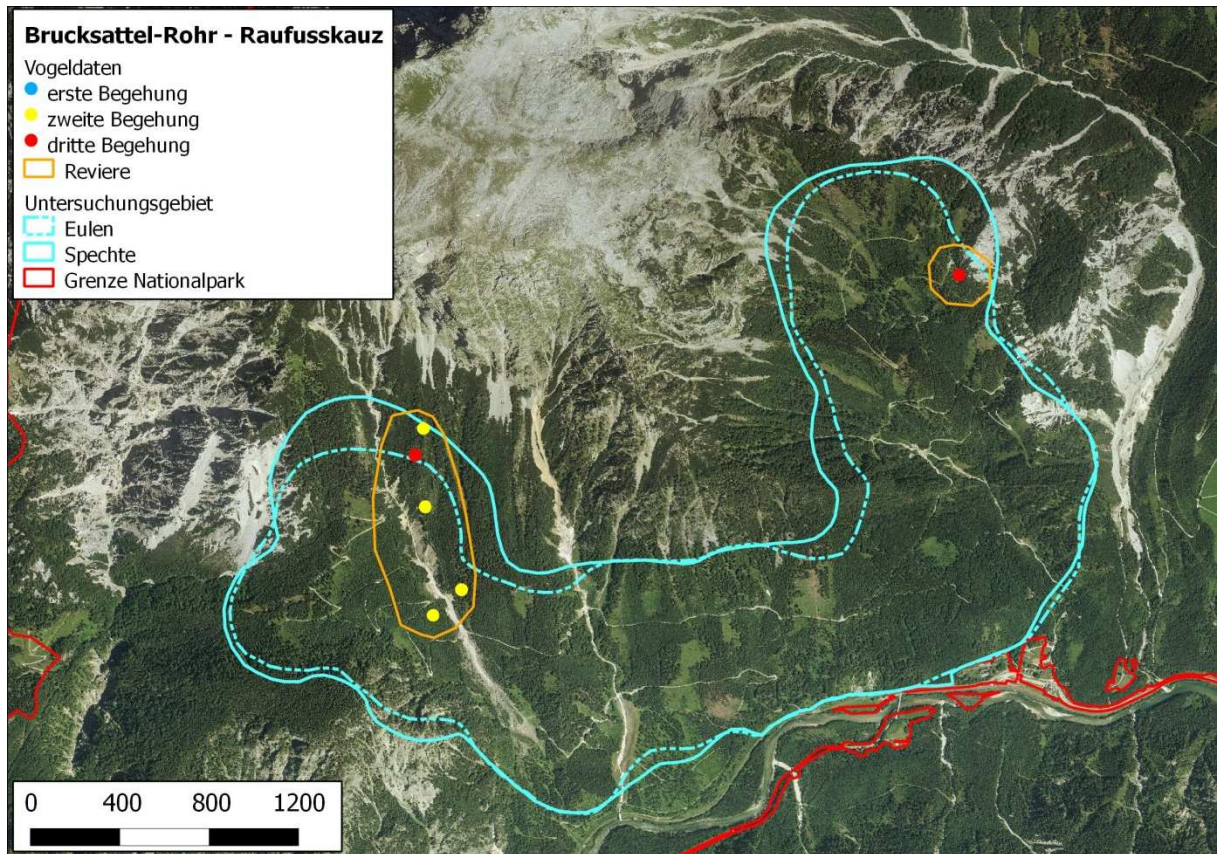 Brucksattel-Rohr - Raufusskauz
Vogeldaten
erste Begehung
zweite Begehung
dritte Begehung
Reviere
Untersuchungsgebiet
Eulen
Spechte
Grenze Nationalpark
0 400 800 1200